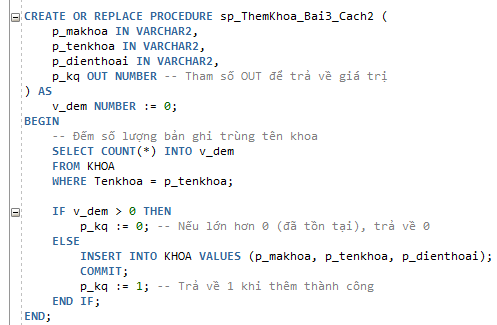 CREATE OR REPLACE PROCEDURE sp_ThemKhoa_Bai3_Cach2 (
    p_makhoa IN VARCHAR2,
    p_tenkhoa IN VARCHAR2,
    p_dienthoai IN VARCHAR2,
    p_kq OUT NUMBER -- Tham số OUT để trả về giá trị
) AS
    v_dem NUMBER := 0;
BEGIN
    -- Đếm số lượng bản ghi trùng tên khoa
    SELECT COUNT(*) INTO v_dem
    FROM KHOA
    WHERE Tenkhoa = p_tenkhoa;

    IF v_dem > 0 THEN
        p_kq := 0; -- Nếu lớn hơn 0 (đã tồn tại), trả về 0
    ELSE
        INSERT INTO KHOA VALUES (p_makhoa, p_tenkhoa, p_dienthoai);
        COMMIT;
        p_kq := 1; -- Trả về 1 khi thêm thành công
    END IF;
END;